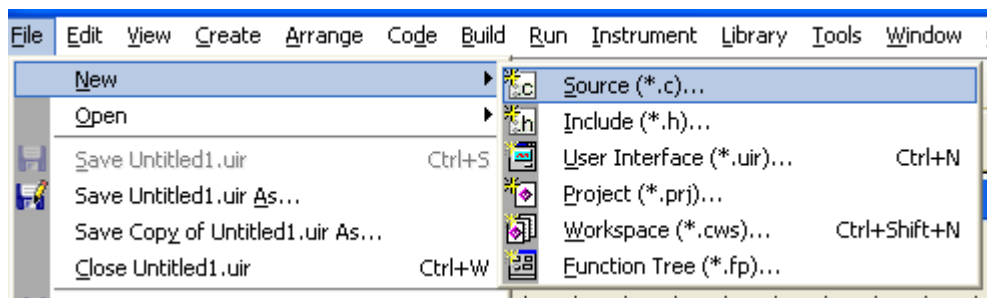 File Edit View Create Arrange Code Build Run Instrument Library Tools Window
New
Open
Save Untitled1.uir Ctrl+S
Save Untitled1.uir As...
Save Copy of Untitled1.uir As...
Close Untitled1.uir Ctrl+W
.c Source (*.c)...
.h Include (*.h)...
User Interface (*.uir)... Ctrl+N
Project (*.prj)...
Workspace (*.cws)... Ctrl+Shift+N
Function Tree (*.fp)...